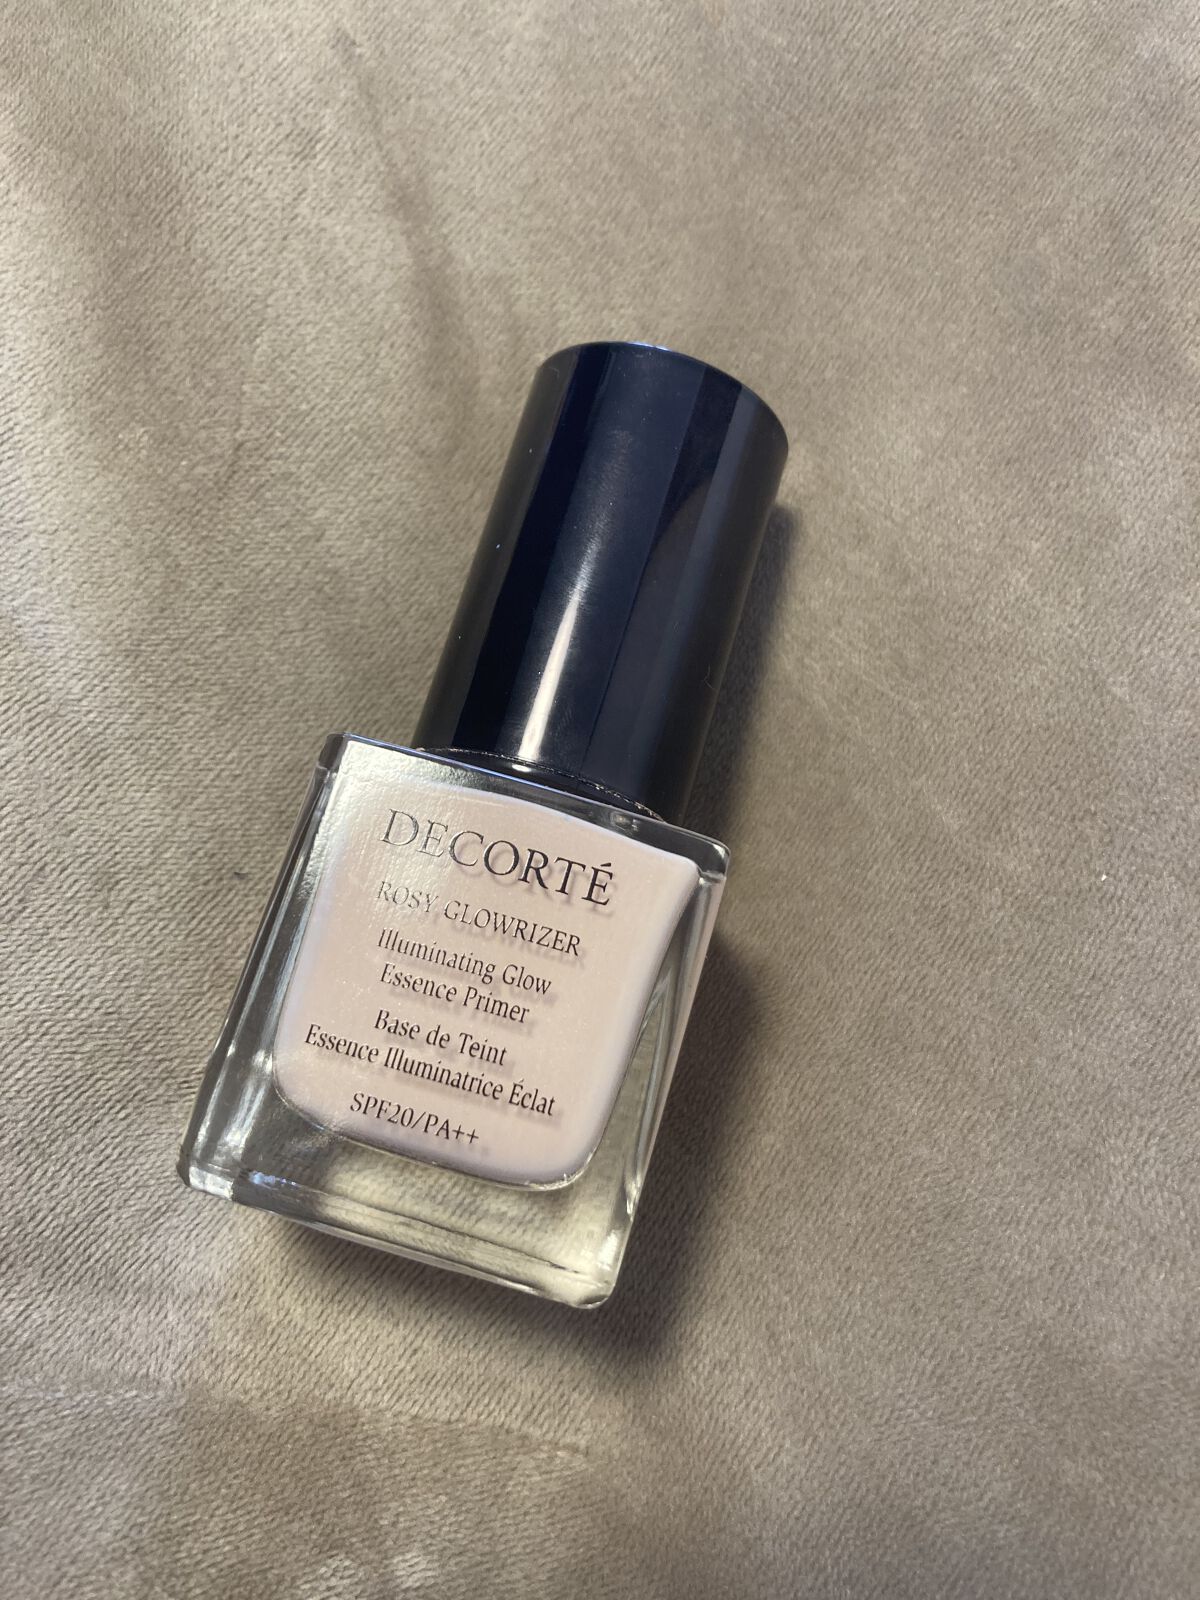 DECORTÉ
ROSY GLOWRIZER
Illuminating Glow
Essence Primer
Base de Teint
Essence Illuminatrice Éclat
SPF20/PA++